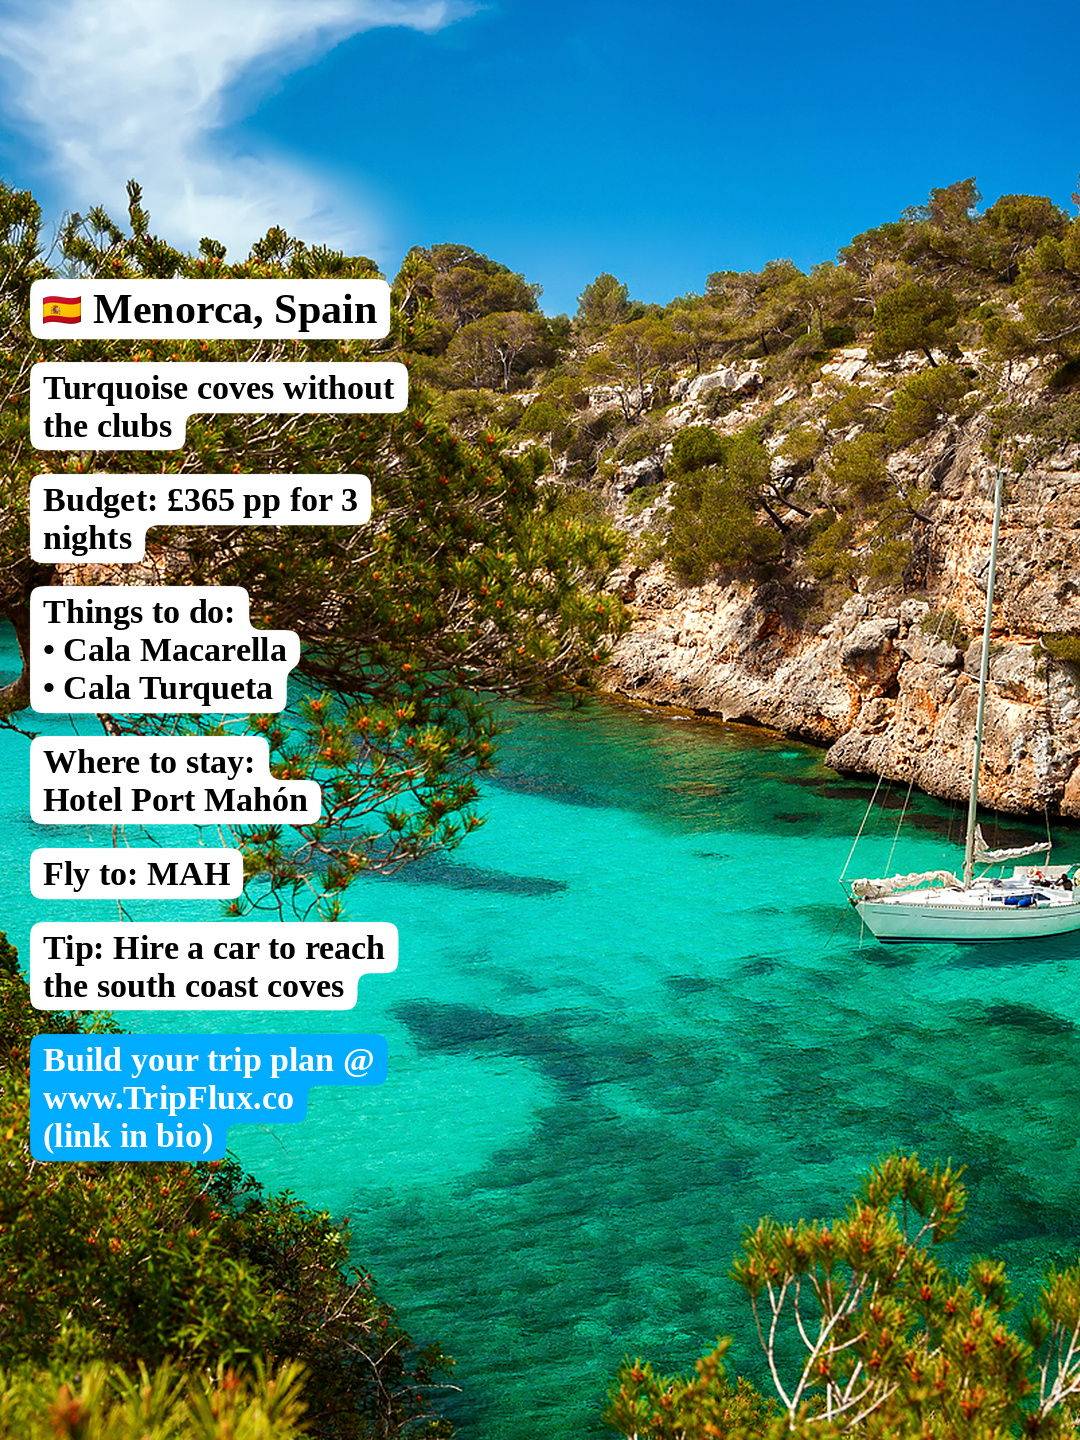 🇪🇸 Menorca, Spain
Turquoise coves without
the clubs
Budget: £365 pp for 3
nights
Things to do:
• Cala Macarella
• Cala Turqueta
Where to stay:
Hotel Port Mahón
Fly to: MAH
Tip: Hire a car to reach
the south coast coves
Build your trip plan @
www.TripFlux.co
(link in bio)